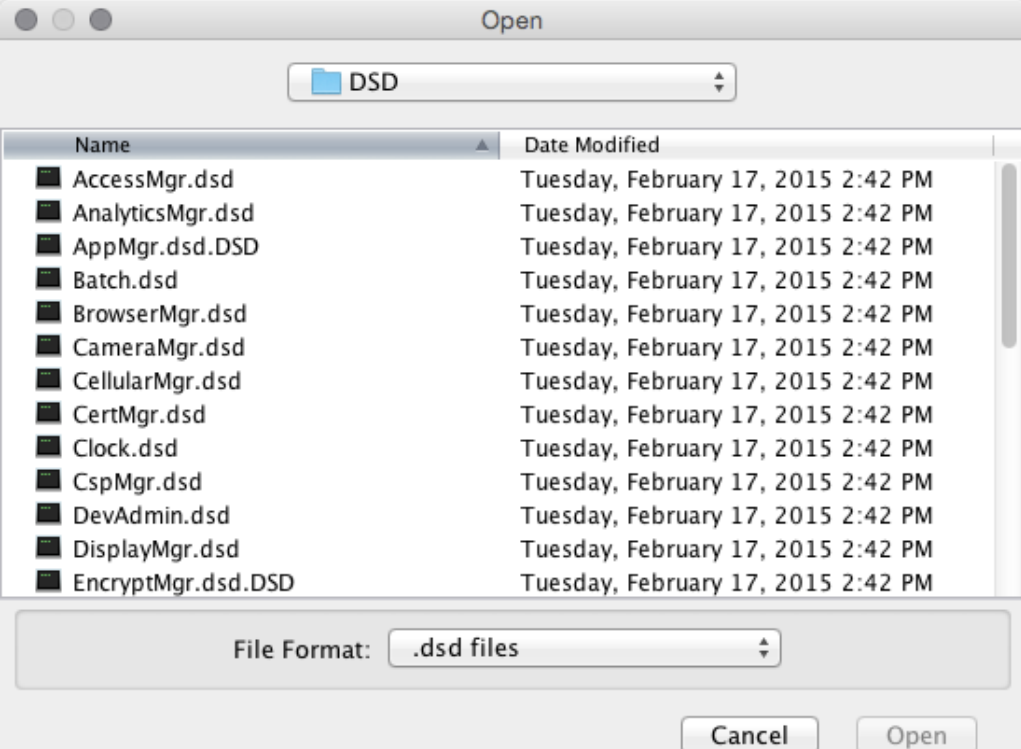 Open
DSD
Name Date Modified
AccessMgr.dsd Tuesday, February 17, 2015 2:42 PM
AnalyticsMgr.dsd Tuesday, February 17, 2015 2:42 PM
AppMgr.dsd.DSD Tuesday, February 17, 2015 2:42 PM
Batch.dsd Tuesday, February 17, 2015 2:42 PM
BrowserMgr.dsd Tuesday, February 17, 2015 2:42 PM
CameraMgr.dsd Tuesday, February 17, 2015 2:42 PM
CellularMgr.dsd Tuesday, February 17, 2015 2:42 PM
CertMgr.dsd Tuesday, February 17, 2015 2:42 PM
Clock.dsd Tuesday, February 17, 2015 2:42 PM
CspMgr.dsd Tuesday, February 17, 2015 2:42 PM
DevAdmin.dsd Tuesday, February 17, 2015 2:42 PM
DisplayMgr.dsd Tuesday, February 17, 2015 2:42 PM
EncryptMgr.dsd.DSD Tuesday, February 17, 2015 2:42 PM
File Format: .dsd files
Cancel Open